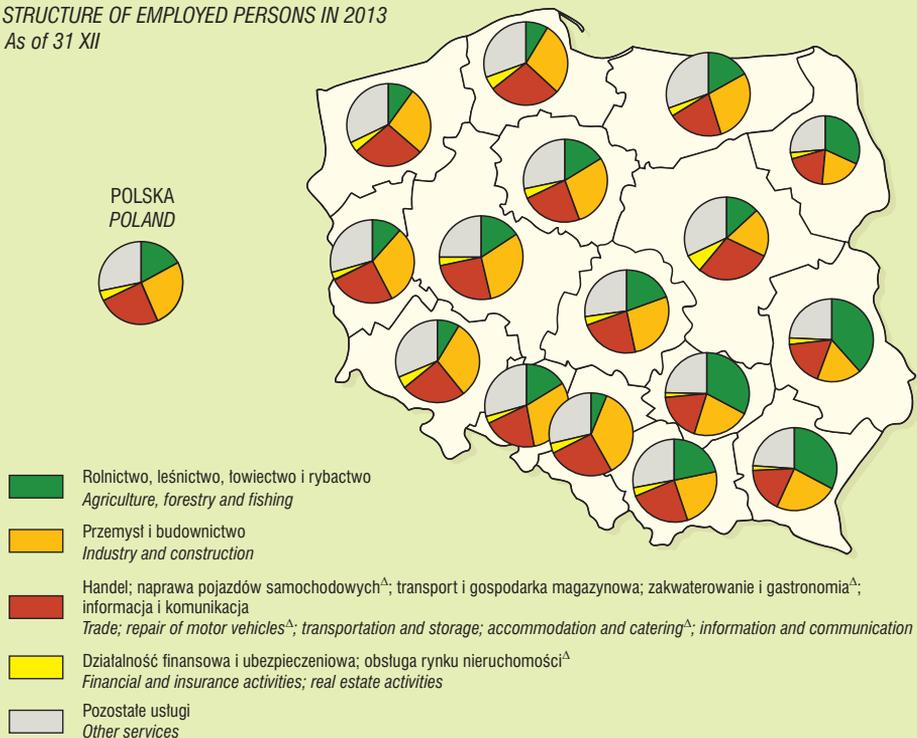 STRUCTURE OF EMPLOYED PERSONS IN 2013
As of 31 XII
POLSKA
POLAND
Rolnictwo, leśnictwo, łowiectwo i rybactwo
Agriculture, forestry and fishing
Przemysł i budownictwo
Industry and construction
Handel; naprawa pojazdów samochodowych^Δ; transport i gospodarka magazynowa; zakwaterowanie i gastronomia^Δ;
informacja i komunikacja
Trade; repair of motor vehicles^Δ; transportation and storage; accommodation and catering^Δ; information and communication
Działalność finansowa i ubezpieczeniowa; obsługa rynku nieruchomości^Δ
Financial and insurance activities; real estate activities
Pozostałe usługi
Other services